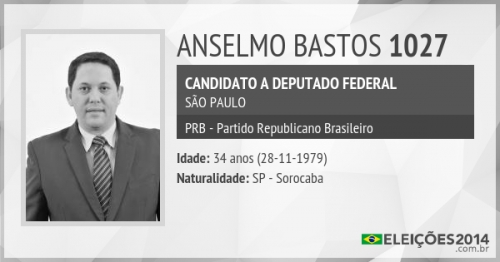 ANSELMO BASTOS 1027
CANDIDATO A DEPUTADO FEDERAL
SÃO PAULO
PRB - Partido Republicano Brasileiro
Idade: 34 anos (28-11-1979)
Naturalidade: SP - Sorocaba
ELEIÇÕES2014
.com.br